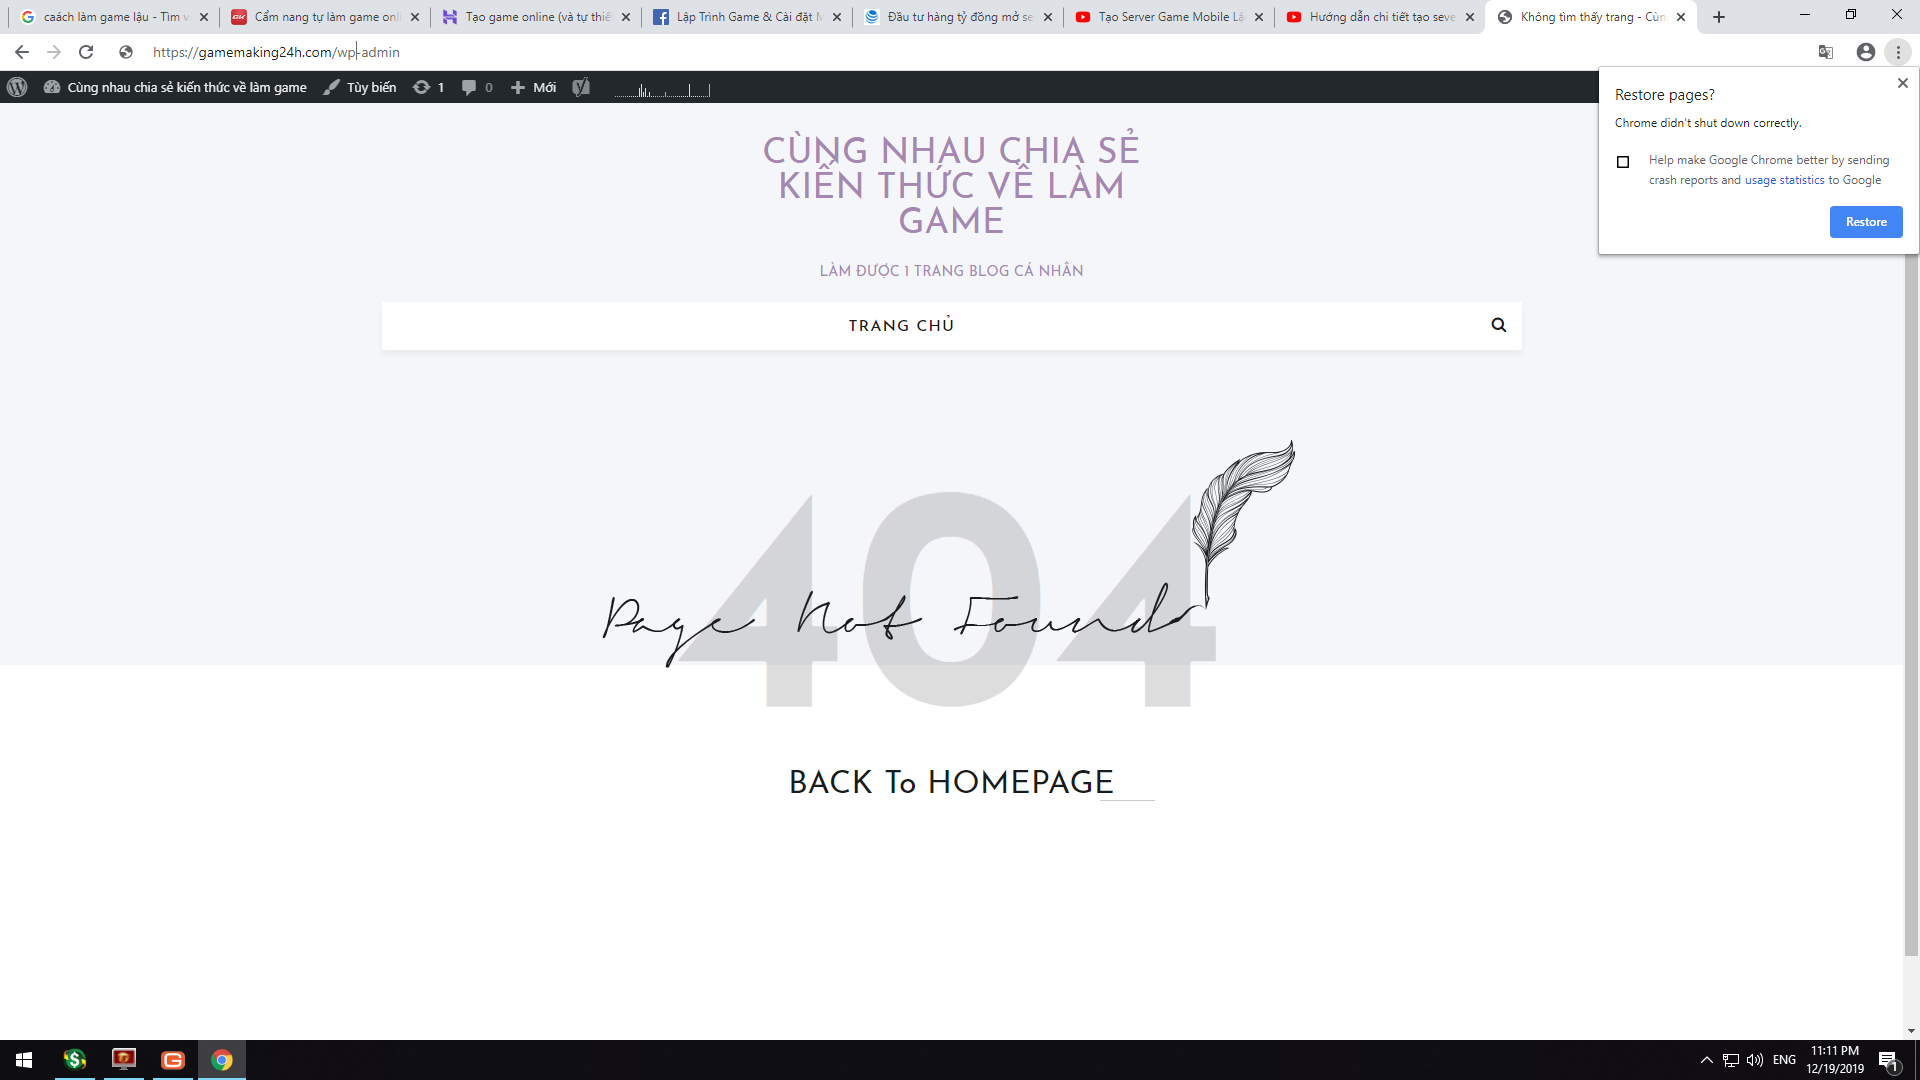 caách làm game lậu - Tìm v
Cẩm nang tự làm game onl
Tạo game online (và tự thiế
Lập Trình Game & Cài đặt M
Đầu tư hàng tỷ đồng mở se
Tạo Server Game Mobile Lậ
Hướng dẫn chi tiết tạo seve
Không tìm thấy trang - Cùn
https://gamemaking24h.com/wp-admin
Cùng nhau chia sẻ kiến thức về làm game
Tùy biến
1
0
Mới
Restore pages?
Chrome didn't shut down correctly.
Help make Google Chrome better by sending
crash reports and usage statistics to Google
Restore
CÙNG NHAU CHIA SẺ
KIẾN THỨC VỀ LÀM
GAME
LÀM ĐƯỢC 1 TRANG BLOG CÁ NHÂN
TRANG CHỦ
404
Page Not Found
BACK To HOMEPAGE
ENG
11:11 PM
12/19/2019
1